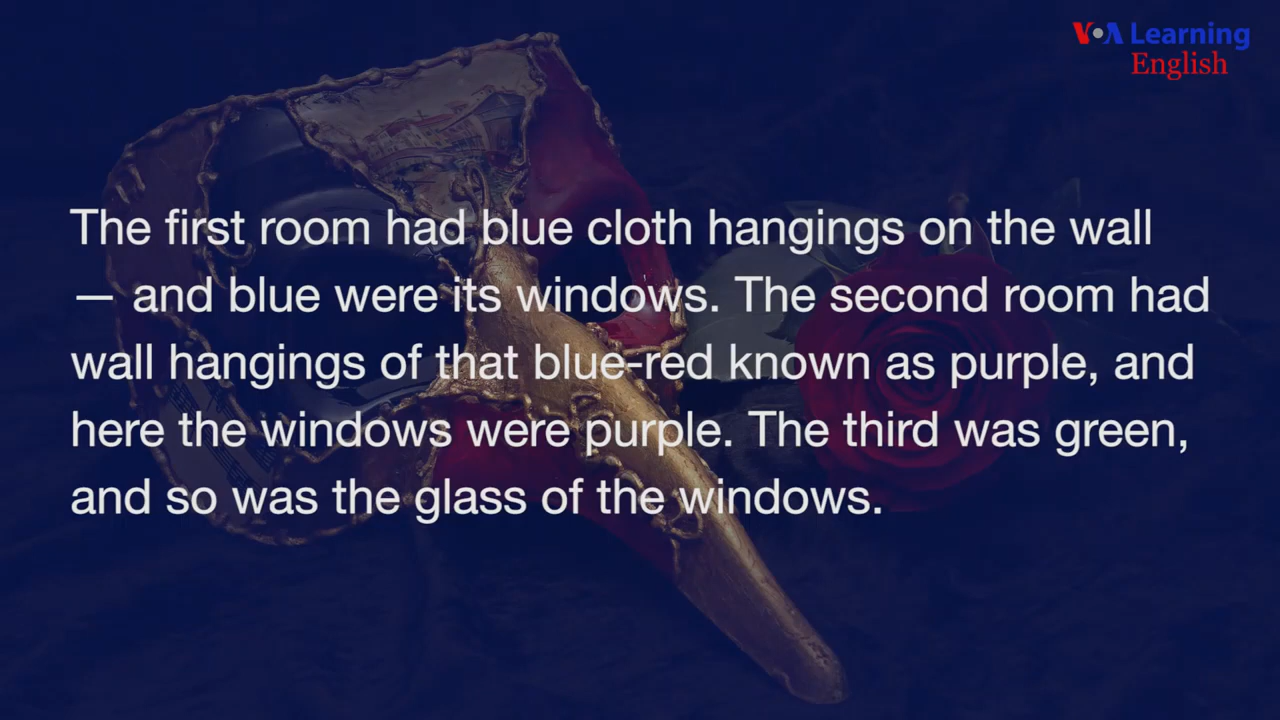 VOA Learning
English
The first room had blue cloth hangings on the wall
— and blue were its windows. The second room had
wall hangings of that blue-red known as purple, and
here the windows were purple. The third was green,
and so was the glass of the windows.